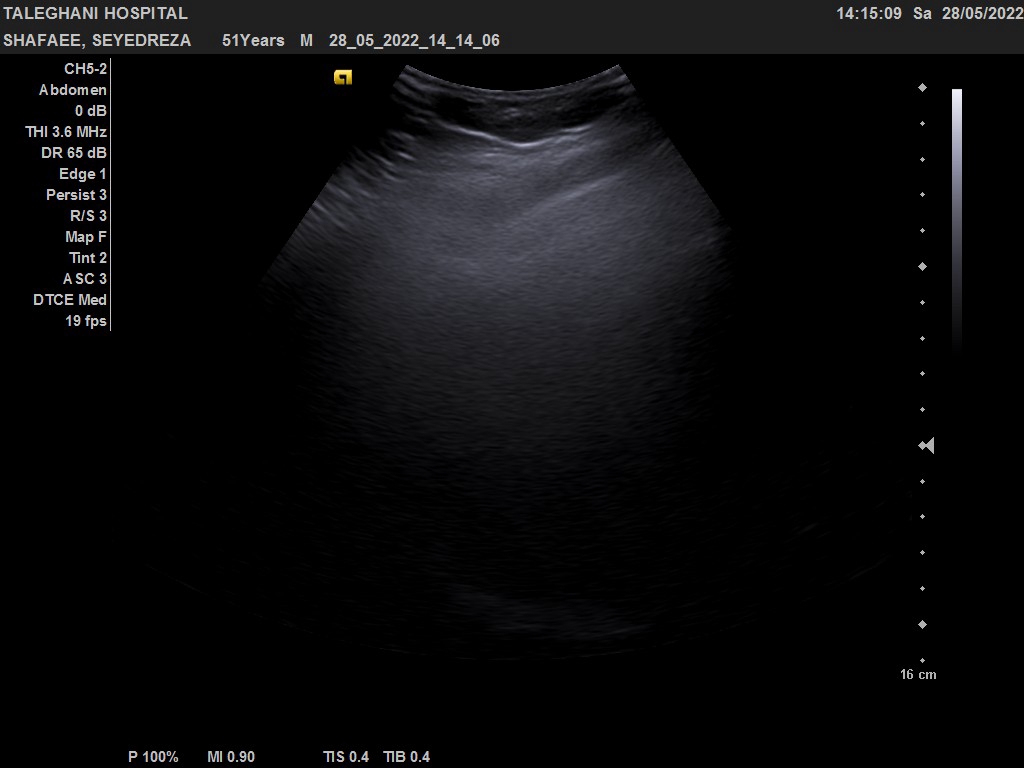 TALEGHANI HOSPITAL 14:15:09 Sa 28/05/2022
SHAFAEE, SEYEDREZA 51Years M 28_05_2022_14_14_06
CH5-2
Abdomen
0 dB
THI 3.6 MHz
DR 65 dB
Edge 1
Persist 3
R/S 3
Map F
Tint 2
ASC 3
DTCE Med
19 fps
16 cm
P 100% MI 0.90 TIS 0.4 TIB 0.4